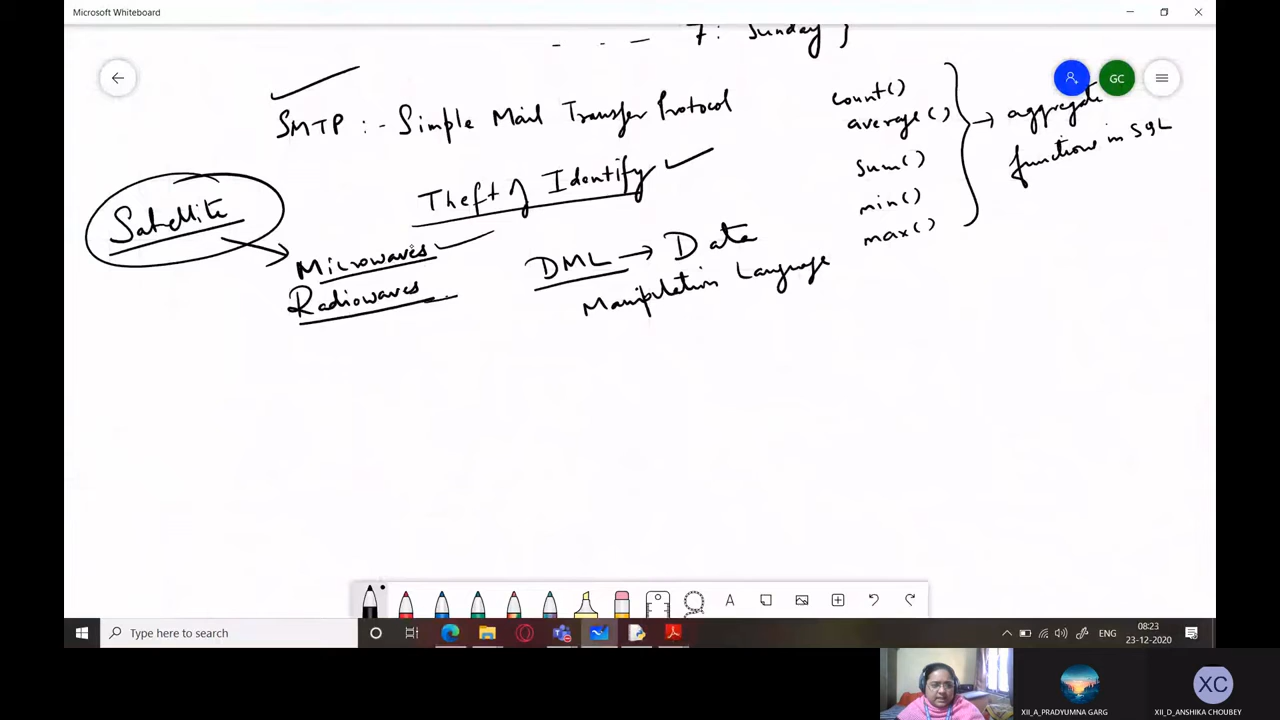 Microsoft Whiteboard
- - - 7: Sunday }
SMTP :- Simple Mail Transfer Protocol
Theft of Identify
Satellite
Microwaves
Radiowaves
DML → Data
Manipulation Language
count()
average()
sum()
min()
max()
→ aggregate
functions in SQL
GC
A
Type here to search
ENG
08:23
23-12-2020
XII_A_PRADYUMNA GARG
XC
XII_D_ANSHIKA CHOUBEY